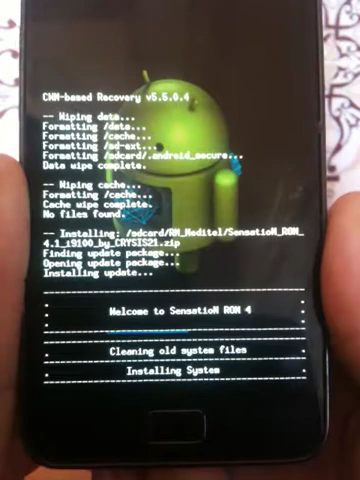 CWM-based Recovery v5.5.0.4
-- Wiping data...
Formatting /data...
Formatting /cache...
Formatting /sd-ext...
Formatting /sdcard/.android_secure...
Data wipe complete.
-- Wiping cache...
Formatting /cache...
Cache wipe complete.
No files found.
-- Installing: /sdcard/RM_Meditel/SensatioN_ROM_
4.1_i9100_by_CRYSIS21.zip
Finding update package...
Opening update package...
Installing update...
Welcome to SensatioN ROM 4
Cleaning old system files
Installing System